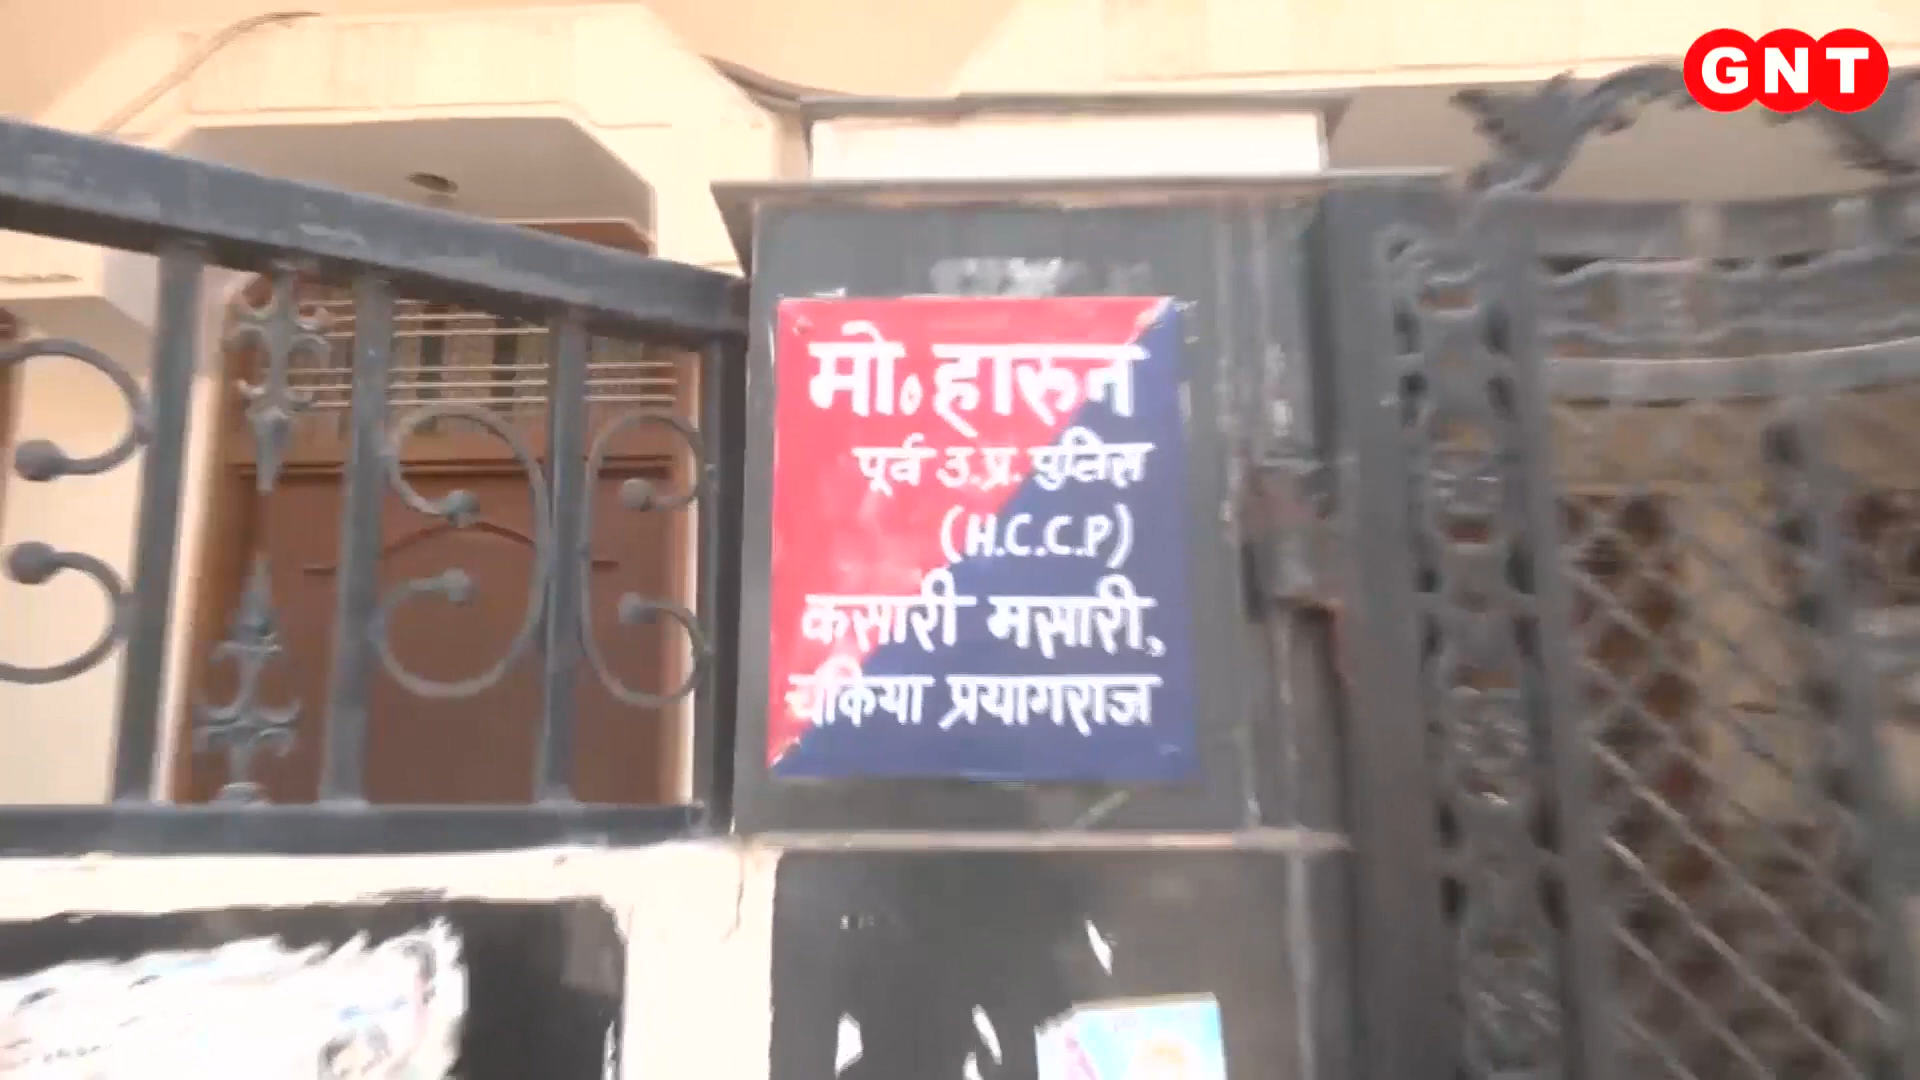 GNT
मो॰ हारून
पूर्व उ.प्र. पुलिस
(H.C.C.P)
कसारी मसारी,
चकिया प्रयागराज